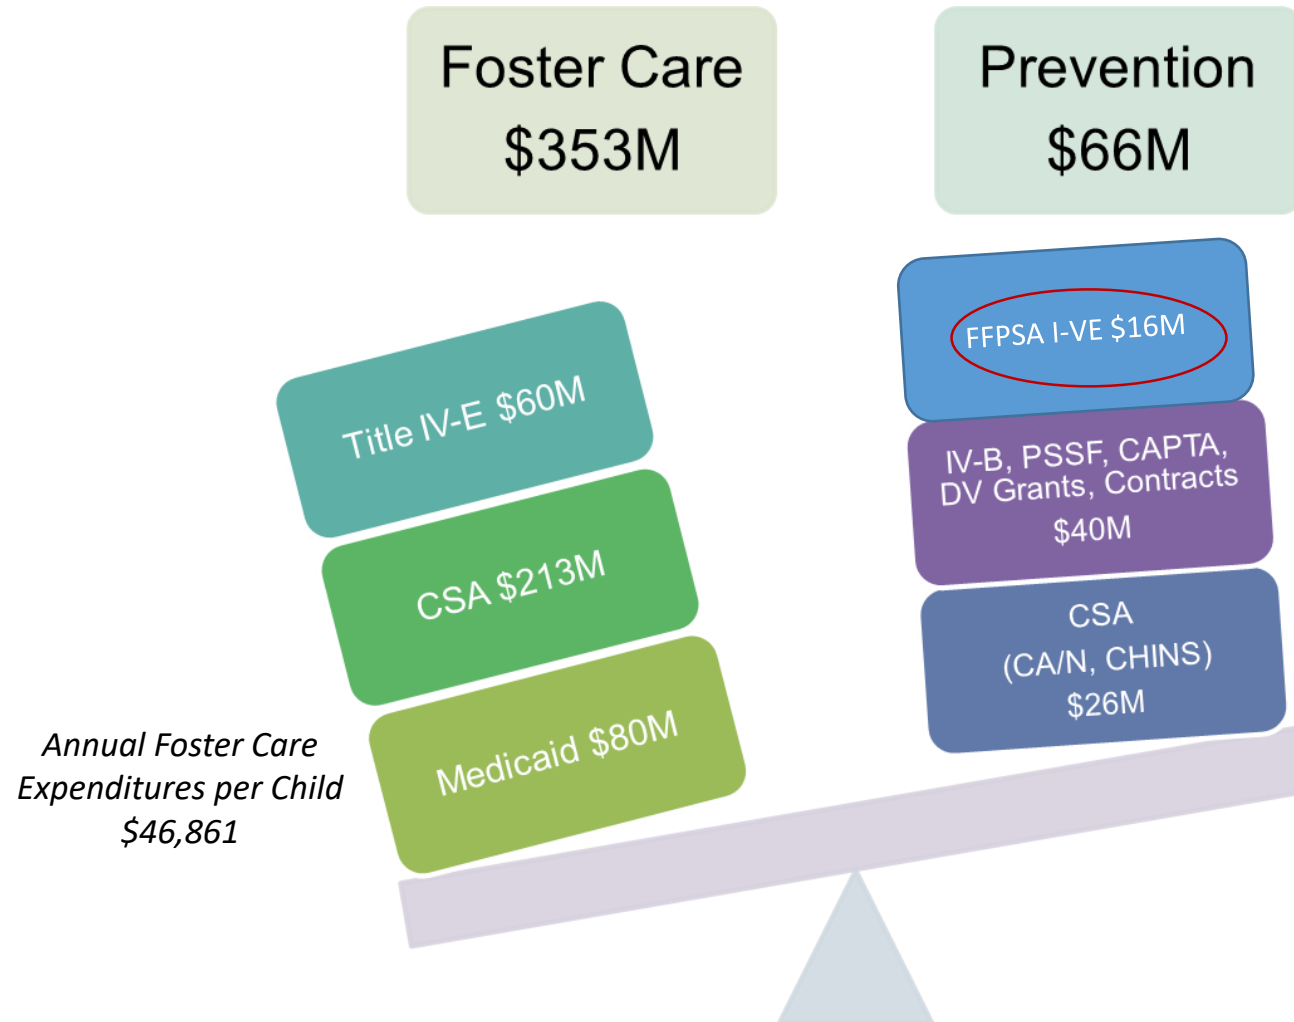 Foster Care
$353M
Prevention
$66M
Title IV-E $60M
CSA $213M
Medicaid $80M
FFPSA I-VE $16M
IV-B, PSSF, CAPTA,
DV Grants, Contracts
$40M
CSA
(CA/N, CHINS)
$26M
Annual Foster Care
Expenditures per Child
$46,861